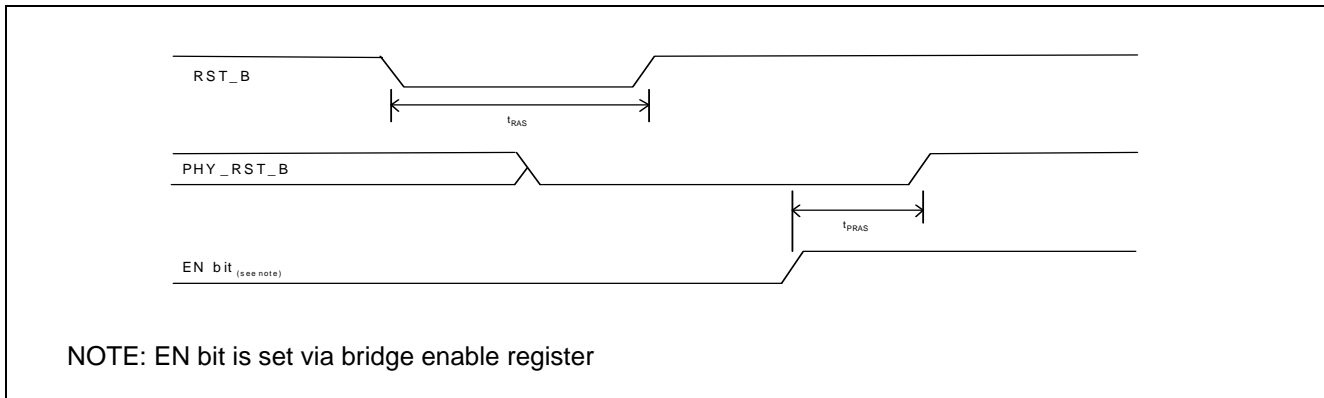 RST_B
tRAS
PHY_RST_B
tPRAS
EN bit (see note)
NOTE: EN bit is set via bridge enable register